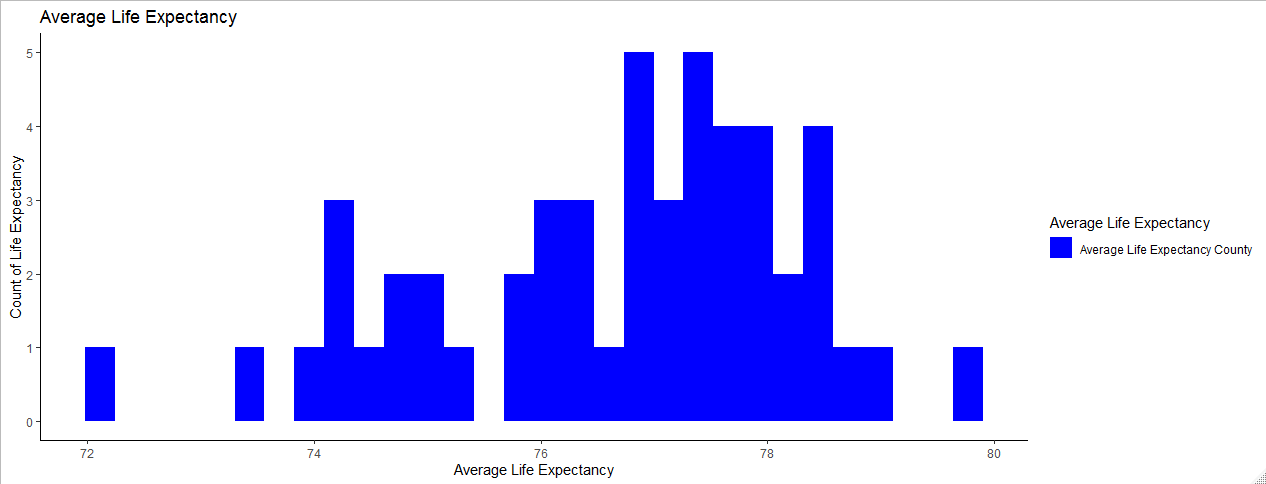 Average Life Expectancy
5
4
3
2
1
0
Count of Life Expectancy
72 74 76 78 80
Average Life Expectancy
Average Life Expectancy
Average Life Expectancy County